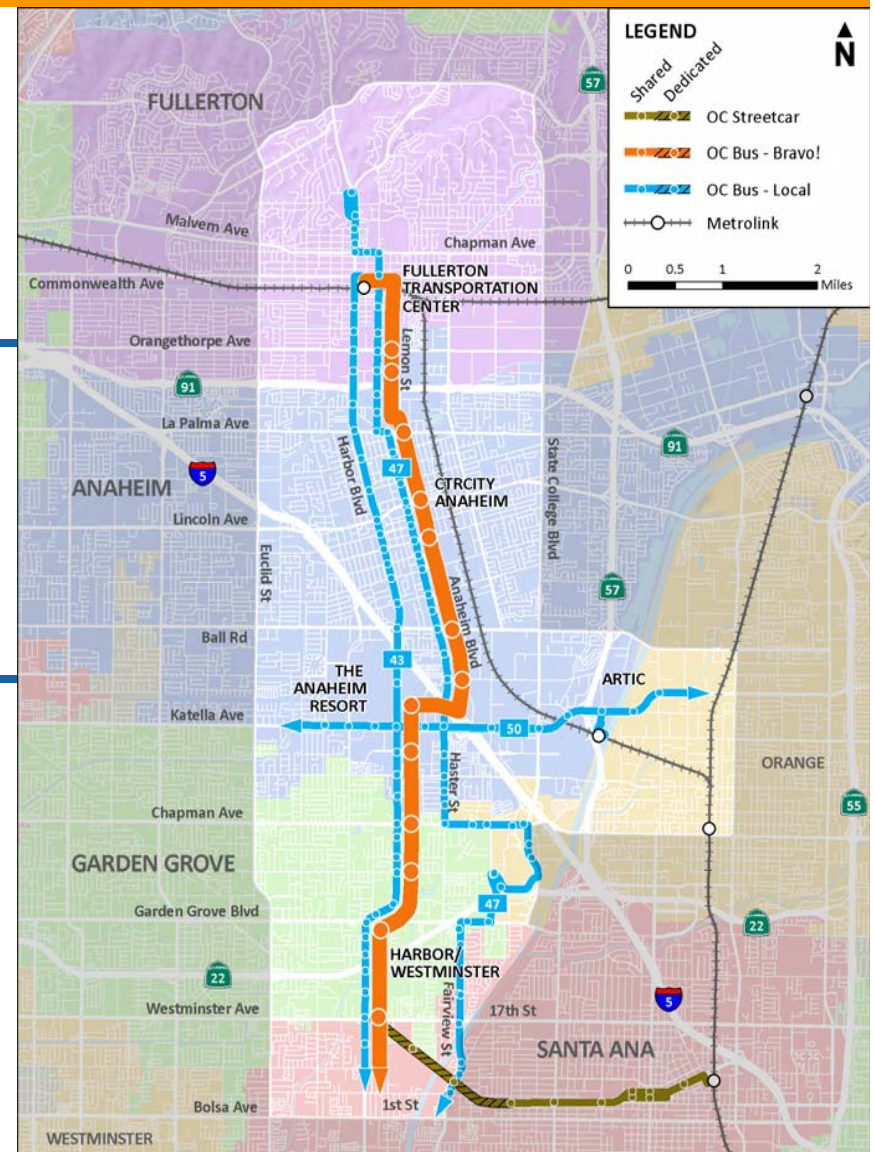 LEGEND
N
Shared
Dedicated
OC Streetcar
OC Bus - Bravo!
OC Bus - Local
Metrolink
0 0.5 1 2
Miles
57
FULLERTON
Malvern Ave
Chapman Ave
Commonwealth Ave
FULLERTON
TRANSPORTATION
CENTER
Orangethorpe Ave
Lemon St
91
La Palma Ave
91
5
Harbor Blvd
47
State College Blvd
ANAHEIM
CTRCITY
ANAHEIM
Lincoln Ave
Euclid St
Anaheim Blvd
57
Ball Rd
43
THE
ANAHEIM
RESORT
ARTIC
Katella Ave
50
Haster St
ORANGE
55
Chapman Ave
GARDEN GROVE
47
Garden Grove Blvd
22
HARBOR/
WESTMINSTER
22
Fairview St
5
Westminster Ave
17th St
SANTA ANA
Bolsa Ave
1st St
WESTMINSTER